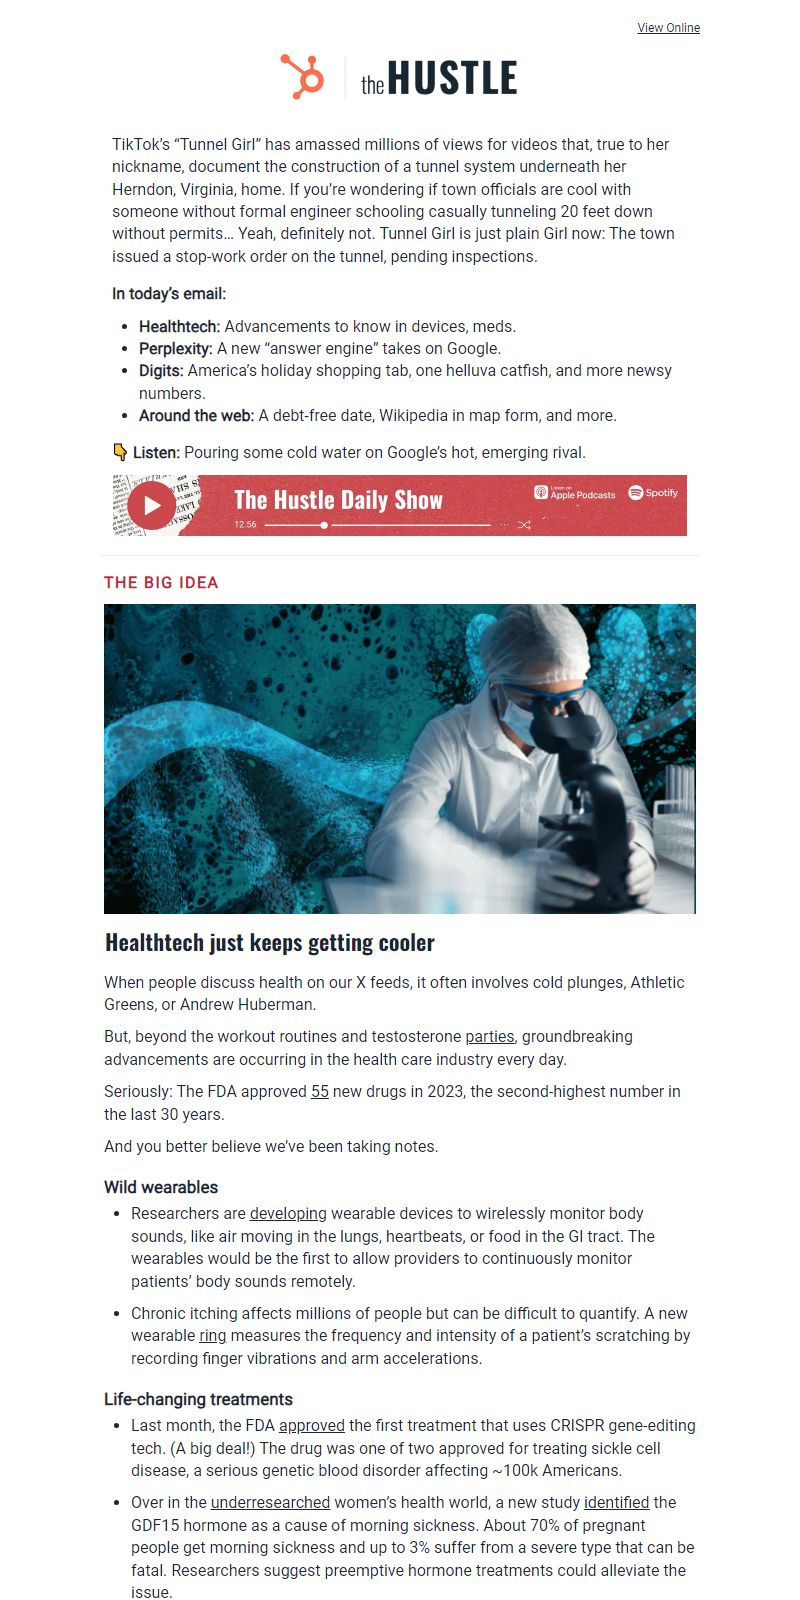 View Online
the HUSTLE
TikTok’s “Tunnel Girl” has amassed millions of views for videos that, true to her
nickname, document the construction of a tunnel system underneath her
Herndon, Virginia, home. If you’re wondering if town officials are cool with
someone without formal engineer schooling casually tunneling 20 feet down
without permits… Yeah, definitely not. Tunnel Girl is just plain Girl now: The town
issued a stop-work order on the tunnel, pending inspections.
In today’s email:
• Healthtech: Advancements to know in devices, meds.
• Perplexity: A new “answer engine” takes on Google.
• Digits: America’s holiday shopping tab, one helluva catfish, and more newsy
numbers.
• Around the web: A debt-free date, Wikipedia in map form, and more.
👇 Listen: Pouring some cold water on Google’s hot, emerging rival.
The Hustle Daily Show
Listen on
Apple Podcasts
Spotify
12.56
THE BIG IDEA
Healthtech just keeps getting cooler
When people discuss health on our X feeds, it often involves cold plunges, Athletic
Greens, or Andrew Huberman.
But, beyond the workout routines and testosterone parties, groundbreaking
advancements are occurring in the health care industry every day.
Seriously: The FDA approved 55 new drugs in 2023, the second-highest number in
the last 30 years.
And you better believe we’ve been taking notes.
Wild wearables
• Researchers are developing wearable devices to wirelessly monitor body
sounds, like air moving in the lungs, heartbeats, or food in the GI tract. The
wearables would be the first to allow providers to continuously monitor
patients’ body sounds remotely.
• Chronic itching affects millions of people but can be difficult to quantify. A new
wearable ring measures the frequency and intensity of a patient’s scratching by
recording finger vibrations and arm accelerations.
Life-changing treatments
• Last month, the FDA approved the first treatment that uses CRISPR gene-editing
tech. (A big deal!) The drug was one of two approved for treating sickle cell
disease, a serious genetic blood disorder affecting ~100k Americans.
• Over in the underresearched women’s health world, a new study identified the
GDF15 hormone as a cause of morning sickness. About 70% of pregnant
people get morning sickness and up to 3% suffer from a severe type that can be
fatal. Researchers suggest preemptive hormone treatments could alleviate the
issue.